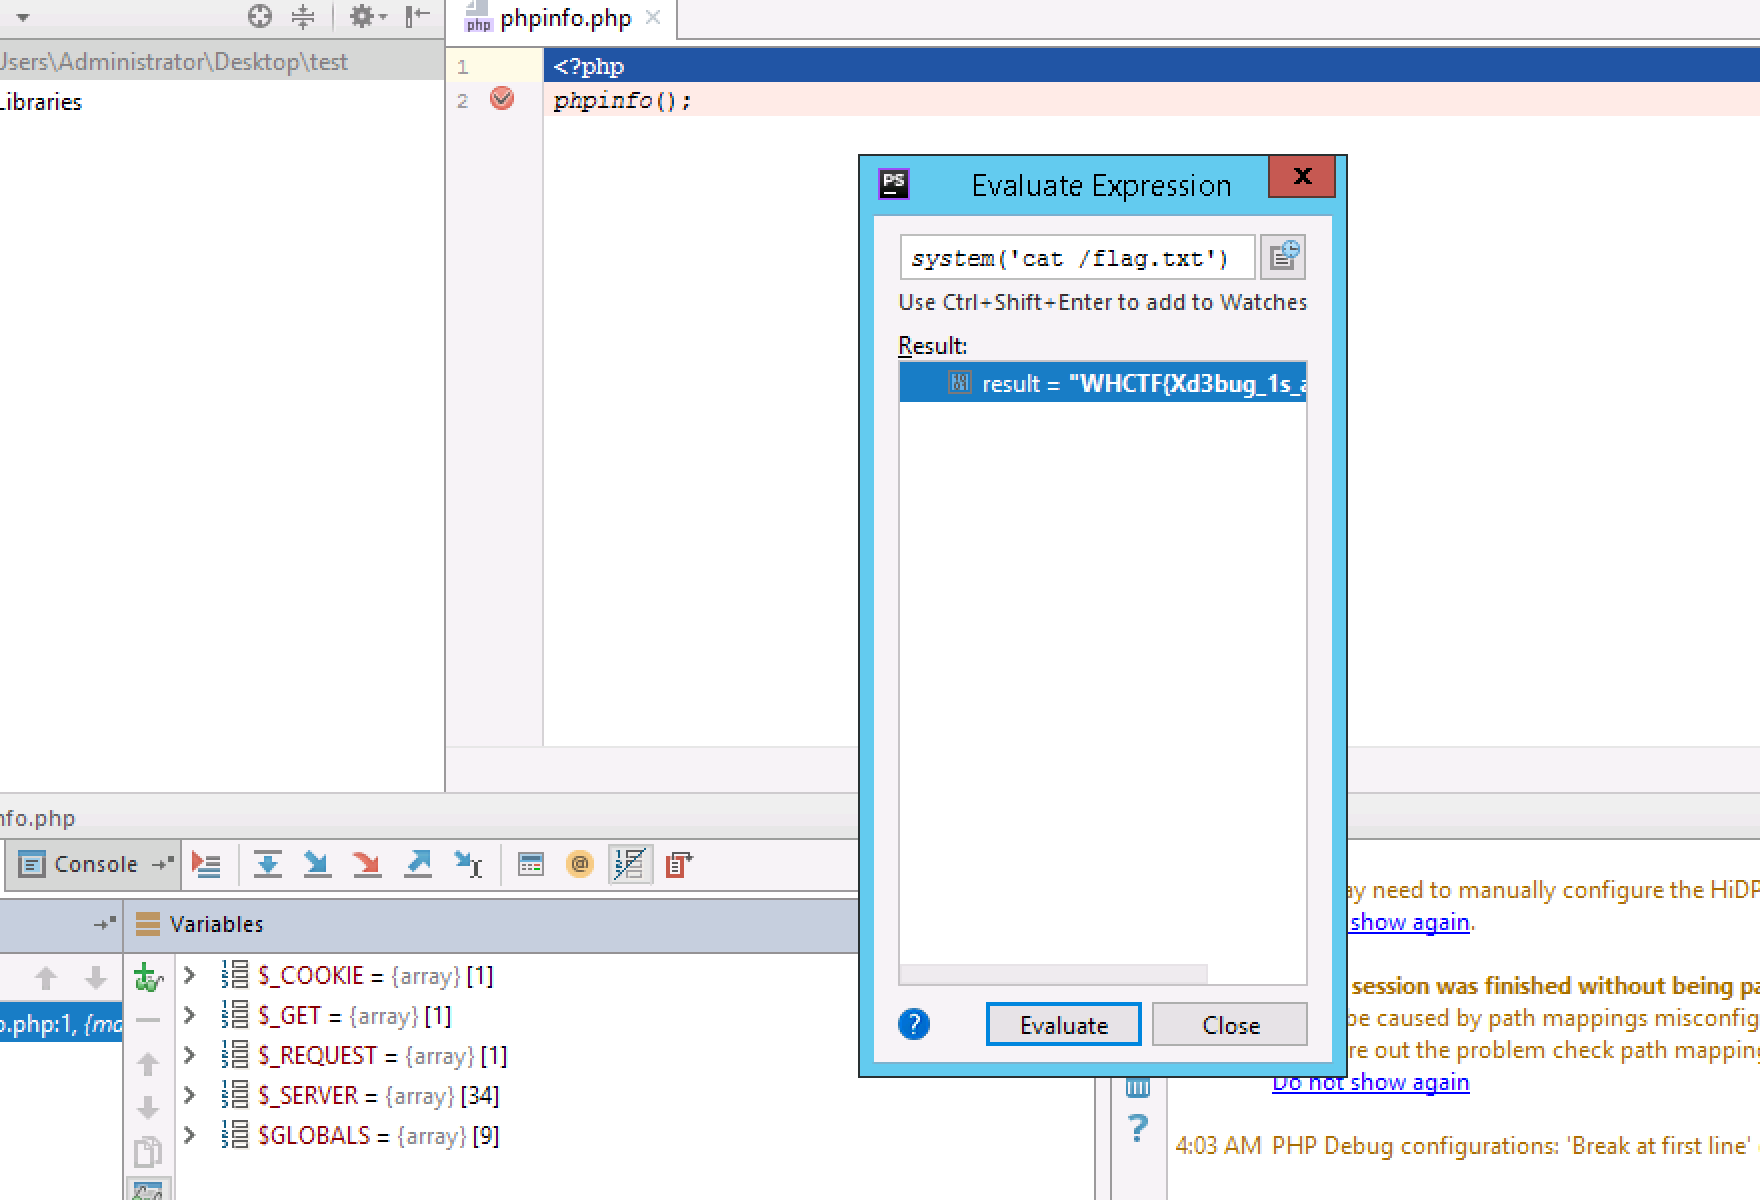 php phpinfo.php
Users\Administrator\Desktop\test
Libraries
1 <?php
2 phpinfo();
PS Evaluate Expression X
system('cat /flag.txt')
Use Ctrl+Shift+Enter to add to Watches
Result:
result = "WHCTF{Xd3bug_1s_a
? Evaluate Close
nfo.php
Console
Variables
$_COOKIE = {array} [1]
$_GET = {array} [1]
$_REQUEST = {array} [1]
$_SERVER = {array} [34]
$GLOBALS = {array} [9]
o.php:1, {ma
ay need to manually configure the HiDP
show again.
session was finished without being pa
be caused by path mappings misconfig
re out the problem check path mapping
Do not show again
4:03 AM PHP Debug configurations: 'Break at first line'